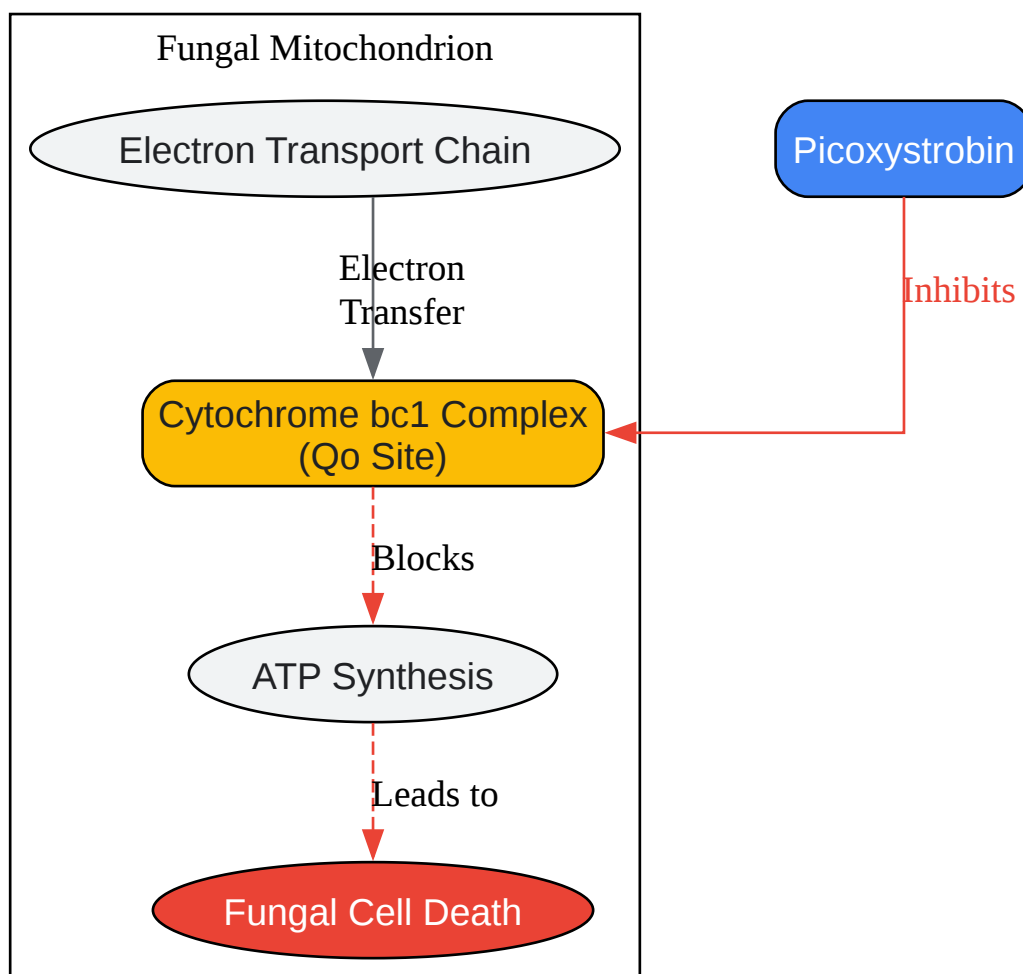 Fungal Mitochondrion
Electron Transport Chain
Picoxystrobin
Electron
Transfer
Inhibits
Cytochrome bc1 Complex
(Qo Site)
Blocks
ATP Synthesis
Leads to
Fungal Cell Death